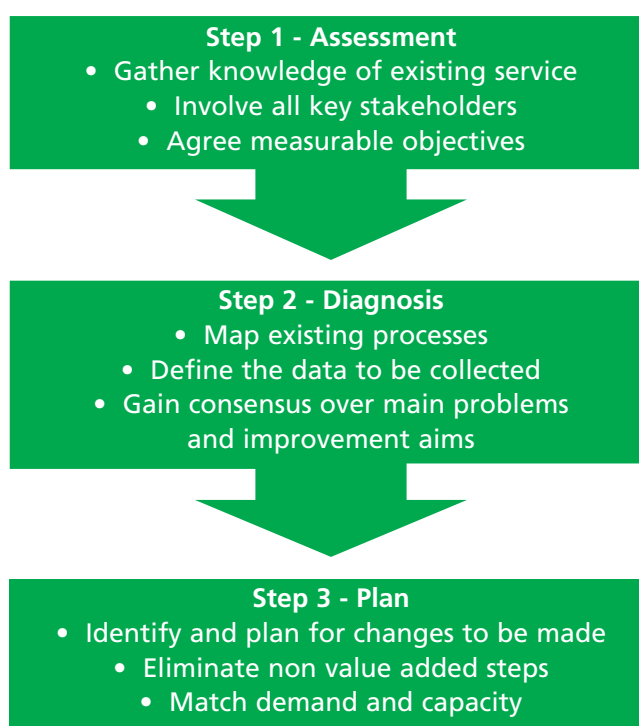 Step 1 - Assessment
• Gather knowledge of existing service
• Involve all key stakeholders
• Agree measurable objectives
Step 2 - Diagnosis
• Map existing processes
• Define the data to be collected
• Gain consensus over main problems
and improvement aims
Step 3 - Plan
• Identify and plan for changes to be made
• Eliminate non value added steps
• Match demand and capacity